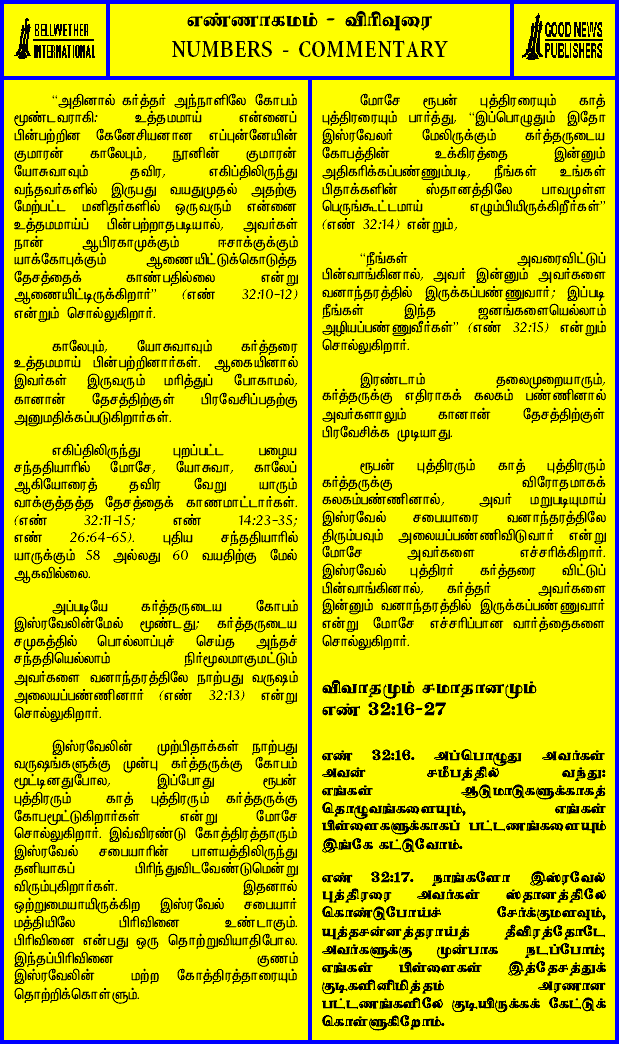 BELLWETHER
INTERNATIONAL
எண்ணாகமம் - விரிவுரை
NUMBERS - COMMENTARY
GOOD NEWS
PUBLISHERS
“அதினால் கர்த்தர் அந்நாளிலே கோபம்
மூண்டவராகி: உத்தமமாய் என்னைப்
பின்பற்றின கேனேசியனான எப்புன்னேயின்
குமாரன் காலேபும், நூனின் குமாரன்
யோசுவாவும் தவிர, எகிப்திலிருந்து
வந்தவர்களில் இருபது வயதுமுதல் அதற்கு
மேற்பட்ட மனிதர்களில் ஒருவரும் என்னை
உத்தமமாய்ப் பின்பற்றாதபடியால், அவர்கள்
நான் ஆபிரகாமுக்கும் ஈசாக்குக்கும்
யாக்கோபுக்கும் ஆணையிட்டுக்கொடுத்த
தேசத்தைக் காண்பதில்லை என்று
ஆணையிட்டிருக்கிறார்” (எண் 32:10-12)
என்றும் சொல்லுகிறார்.
காலேபும், யோசுவாவும் கர்த்தரை
உத்தமமாய் பின்பற்றினார்கள். ஆகையினால்
இவர்கள் இருவரும் மரித்துப் போகாமல்,
கானான் தேசத்திற்குள் பிரவேசிப்பதற்கு
அனுமதிக்கப்படுகிறார்கள்.
எகிப்திலிருந்து புறப்பட்ட பழைய
சந்ததியாரில் மோசே, யோசுவா, காலேப்
ஆகியோரைத் தவிர வேறு யாரும்
வாக்குத்தத்த தேசத்தைக் காணமாட்டார்கள்.
(எண் 32:11-15; எண் 14:23-35;
எண் 26:64-65). புதிய சந்ததியாரில்
யாருக்கும் 58 அல்லது 60 வயதிற்கு மேல்
ஆகவில்லை.
அப்படியே கர்த்தருடைய கோபம்
இஸ்ரவேலின்மேல் மூண்டது; கர்த்தருடைய
சமுகத்தில் பொல்லாப்புச் செய்த அந்தச்
சந்ததியெல்லாம் நிர்மூலமாகுமட்டும்
அவர்களை வனாந்தரத்திலே நாற்பது வருஷம்
அலையப்பண்ணினார் (எண் 32:13) என்று
சொல்லுகிறார்.
இஸ்ரவேலின் முற்பிதாக்கள் நாற்பது
வருஷங்களுக்கு முன்பு கர்த்தருக்கு கோபம்
மூட்டினதுபோல, இப்போது ரூபன்
புத்திரரும் காத் புத்திரரும் கர்த்தருக்கு
கோபமூட்டுகிறார்கள் என்று மோசே
சொல்லுகிறார். இவ்விரண்டு கோத்திரத்தாரும்
இஸ்ரவேல் சபையாரின் பாளயத்திலிருந்து
தனியாகப் பிரிந்துவிடவேண்டுமென்று
விரும்புகிறார்கள். இதனால்
ஒற்றுமையாயிருக்கிற இஸ்ரவேல் சபையார்
மத்தியிலே பிரிவினை உண்டாகும்.
பிரிவினை என்பது ஒரு தொற்றுவியாதிபோல.
இந்தப்பிரிவினை குணம்
இஸ்ரவேலின் மற்ற கோத்திரத்தாரையும்
தொற்றிக்கொள்ளும்.
மோசே ரூபன் புத்திரரையும் காத்
புத்திரரையும் பார்த்து, “இப்பொழுதும் இதோ
இஸ்ரவேலர் மேலிருக்கும் கர்த்தருடைய
கோபத்தின் உக்கிரத்தை இன்னும்
அதிகரிக்கப்பண்ணும்படி, நீங்கள் உங்கள்
பிதாக்களின் ஸ்தானத்திலே பாவமுள்ள
பெருங்கூட்டமாய் எழும்பியிருக்கிறீர்கள்”
(எண் 32:14) என்றும்,
“நீங்கள் அவரைவிட்டுப்
பின்வாங்கினால், அவர் இன்னும் அவர்களை
வனாந்தரத்தில் இருக்கப்பண்ணுவார்; இப்படி
நீங்கள் இந்த ஜனங்களையெல்லாம்
அழியப்பண்ணுவீர்கள்” (எண் 32:15) என்றும்
சொல்லுகிறார்.
இரண்டாம் தலைமுறையாரும்,
கர்த்தருக்கு எதிராகக் கலகம் பண்ணினால்
அவர்களாலும் கானான் தேசத்திற்குள்
பிரவேசிக்க முடியாது.
ரூபன் புத்திரரும் காத் புத்திரரும்
கர்த்தருக்கு விரோதமாகக்
கலகம்பண்ணினால், அவர் மறுபடியுமாய்
இஸ்ரவேல் சபையாரை வனாந்தரத்திலே
திரும்பவும் அலையப்பண்ணிவிடுவார் என்று
மோசே அவர்களை எச்சரிக்கிறார்.
இஸ்ரவேல் புத்திரர் கர்த்தரை விட்டுப்
பின்வாங்கினால், கர்த்தர் அவர்களை
இன்னும் வனாந்தரத்தில் இருக்கப்பண்ணுவார்
என்று மோசே எச்சரிப்பான வார்த்தைகளை
சொல்லுகிறார்.
விவாதமும் சமாதானமும்
எண் 32:16-27
எண் 32:16. அப்பொழுது அவர்கள்
அவன் சமீபத்தில் வந்து:
எங்கள் ஆடுமாடுகளுக்காகத்
தொழுவங்களையும், எங்கள்
பிள்ளைகளுக்காகப் பட்டணங்களையும்
இங்கே கட்டுவோம்.
எண் 32:17. நாங்களோ இஸ்ரவேல்
புத்திரரை அவர்கள் ஸ்தானத்திலே
கொண்டுபோய்ச் சேர்க்குமளவும்,
யுத்தசன்னத்தராய்த் தீவிரத்தோடே
அவர்களுக்கு முன்பாக நடப்போம்;
எங்கள் பிள்ளைகள் இத்தேசத்துக்
குடிகளினிமித்தம் அரணான
பட்டணங்களிலே குடியிருக்கக் கேட்டுக்
கொள்ளுகிறோம்.